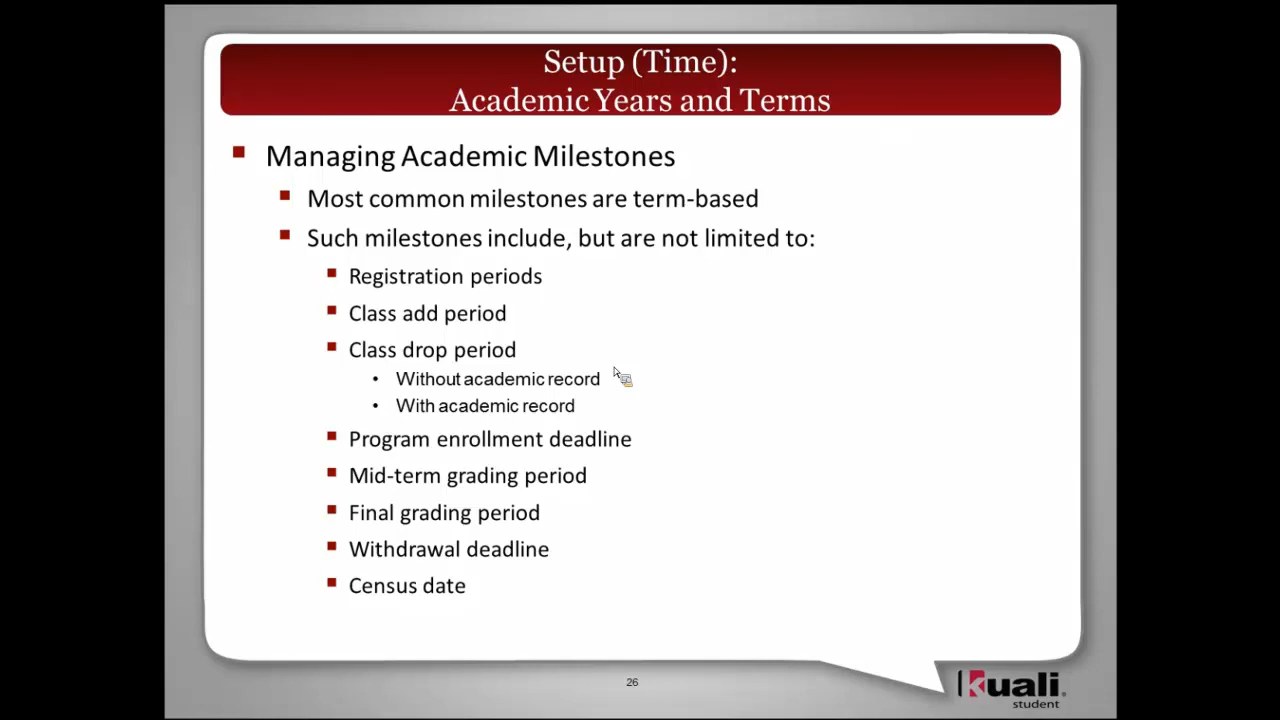 Setup (Time):
Academic Years and Terms
Managing Academic Milestones
Most common milestones are term-based
Such milestones include, but are not limited to:
Registration periods
Class add period
Class drop period
Without academic record
With academic record
Program enrollment deadline
Mid-term grading period
Final grading period
Withdrawal deadline
Census date
26
Kuali®
student